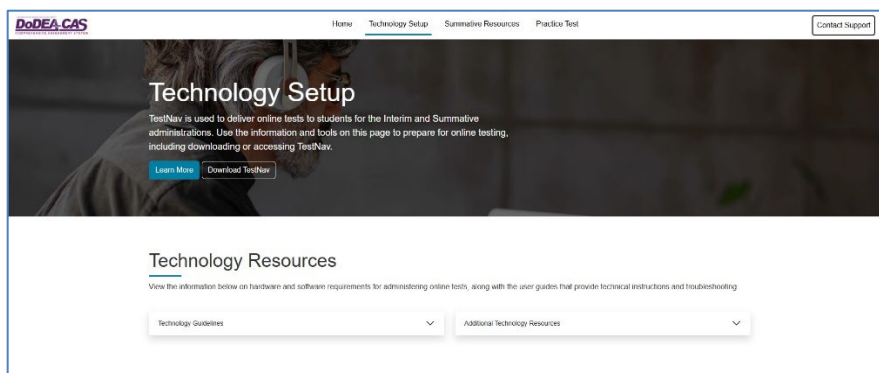 DoDEA-CAS
COMPREHENSIVE ASSESSMENT SYSTEM
Home Technology Setup Summative Resources Practice Test Contact Support
Technology Setup
TestNav is used to deliver online tests to students for the Interim and Summative
administrations. Use the information and tools on this page to prepare for online testing,
including downloading or accessing TestNav.
Learn More Download TestNav
Technology Resources
View the information below on hardware and software requirements for administering online tests, along with the user guides that provide technical instructions and troubleshooting
Technology Guidelines Additional Technology Resources